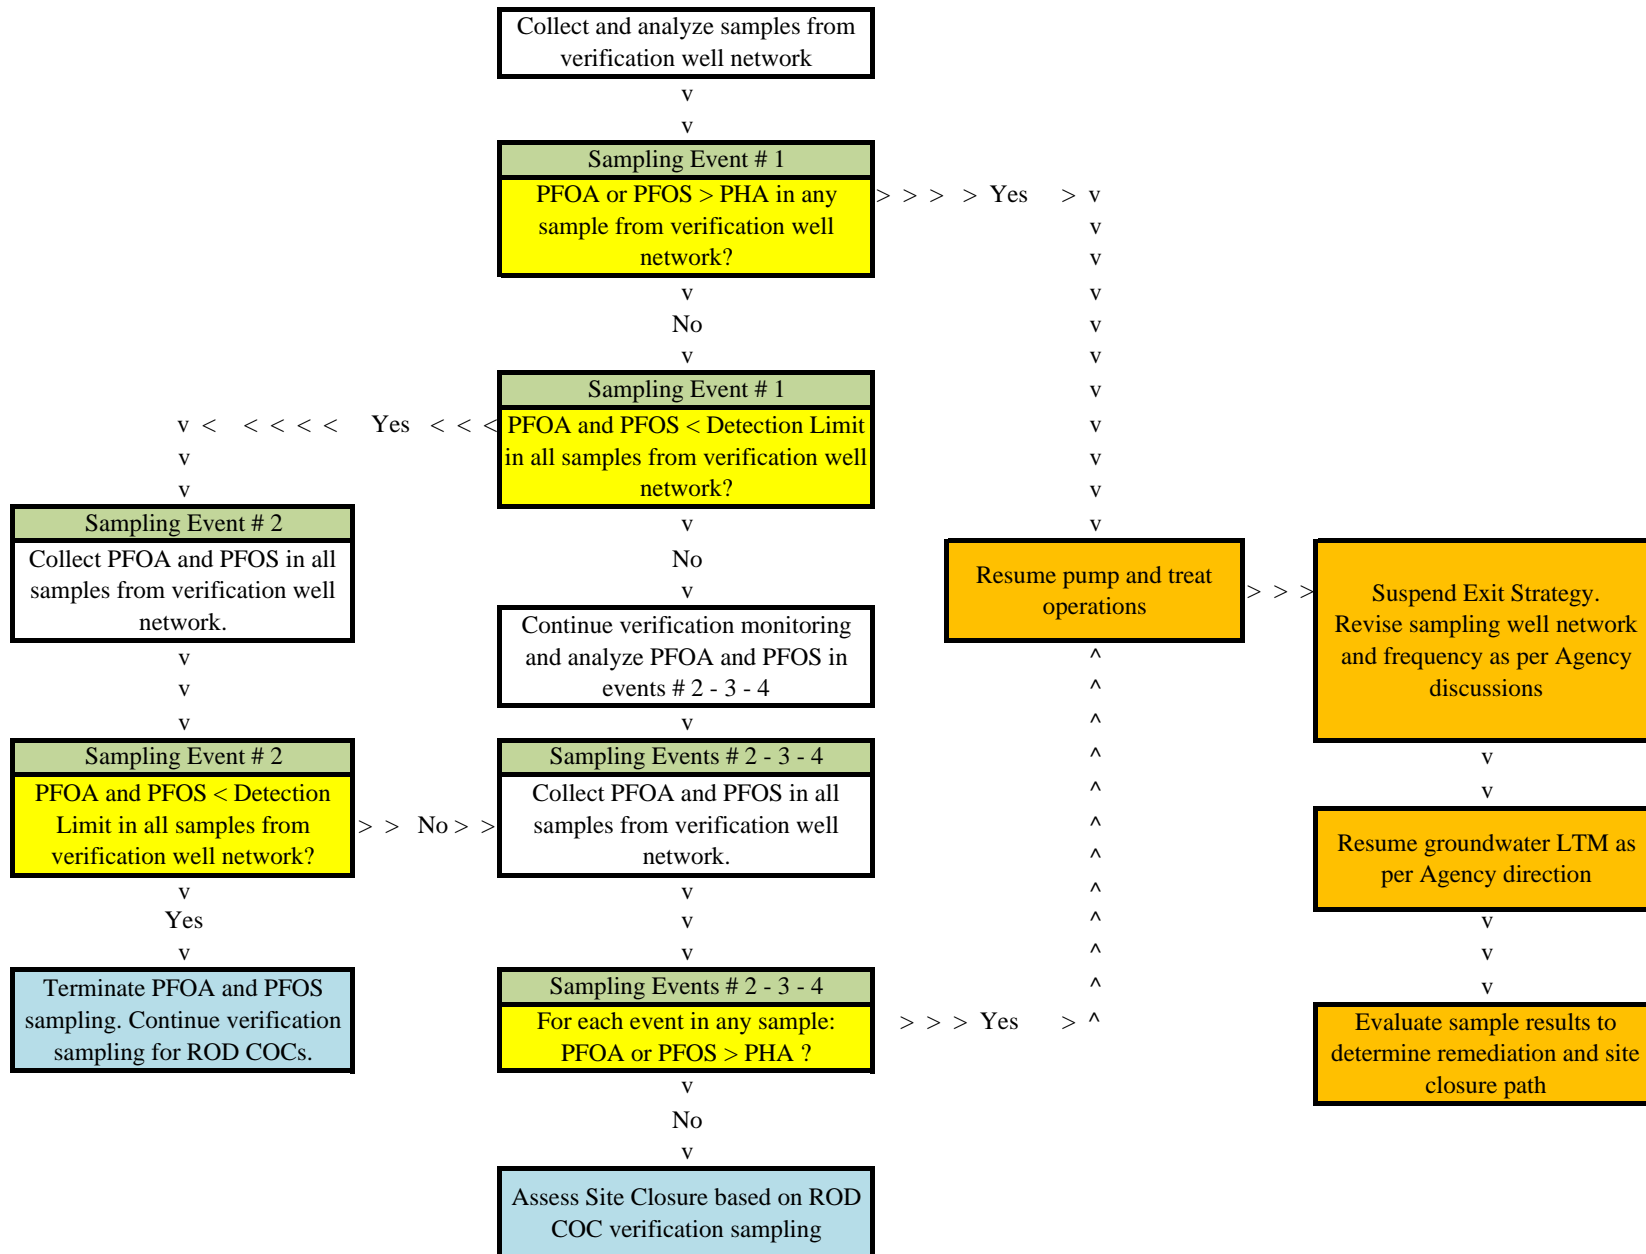 Collect and analyze samples from
verification well network
v
v
Sampling Event # 1
PFOA or PFOS > PHA in any
sample from verification well
network?
> > > > Yes > v
v
v
v
v
v
v
v
v
v
v
v
No
v
Sampling Event # 1
PFOA and PFOS < Detection Limit
in all samples from verification well
network?
v < < < < < Yes < < <
v
v
Sampling Event # 2
Collect PFOA and PFOS in all
samples from verification well
network.
v
v
v
v
No
v
Continue verification monitoring
and analyze PFOA and PFOS in
events # 2 - 3 - 4
v
Resume pump and treat
operations
> > >
Suspend Exit Strategy.
Revise sampling well network
and frequency as per Agency
discussions
v
v
Sampling Event # 2
PFOA and PFOS < Detection
Limit in all samples from
verification well network?
> > No > >
Sampling Events # 2 - 3 - 4
Collect PFOA and PFOS in all
samples from verification well
network.
v
v
v
Resume groundwater LTM as
per Agency direction
v
v
v
v
Yes
v
Terminate PFOA and PFOS
sampling. Continue verification
sampling for ROD COCs.
Sampling Events # 2 - 3 - 4
For each event in any sample:
PFOA or PFOS > PHA ?
> > > Yes > ^
^
^
^
^
^
^
^
^
^
^
^
Evaluate sample results to
determine remediation and site
closure path
v
No
v
Assess Site Closure based on ROD
COC verification sampling